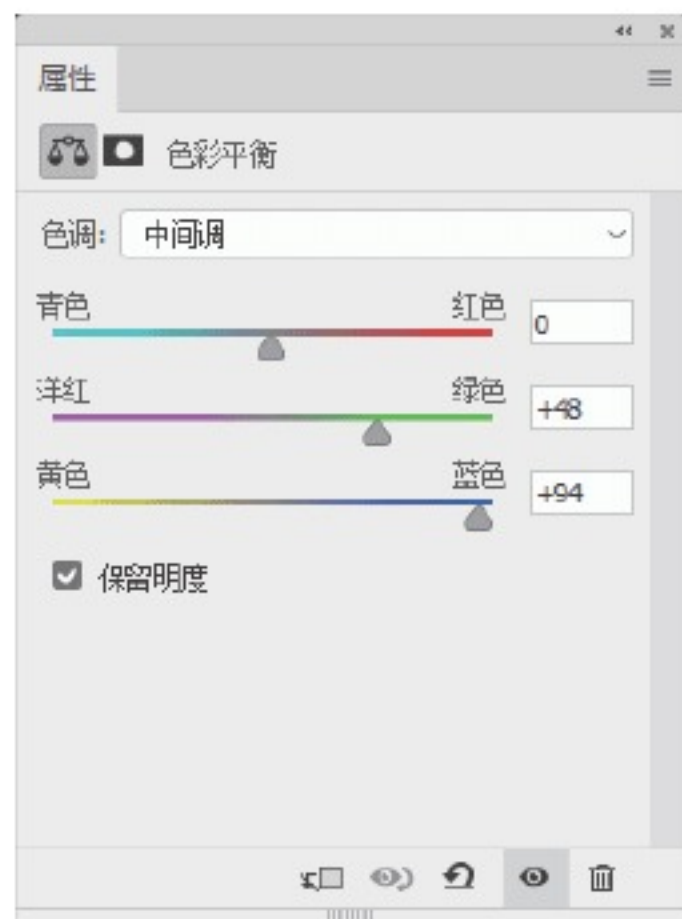 属性
色彩平衡
色调: 中间调
青色 红色 0
洋红 绿色 +48
黄色 蓝色 +94
保留明度